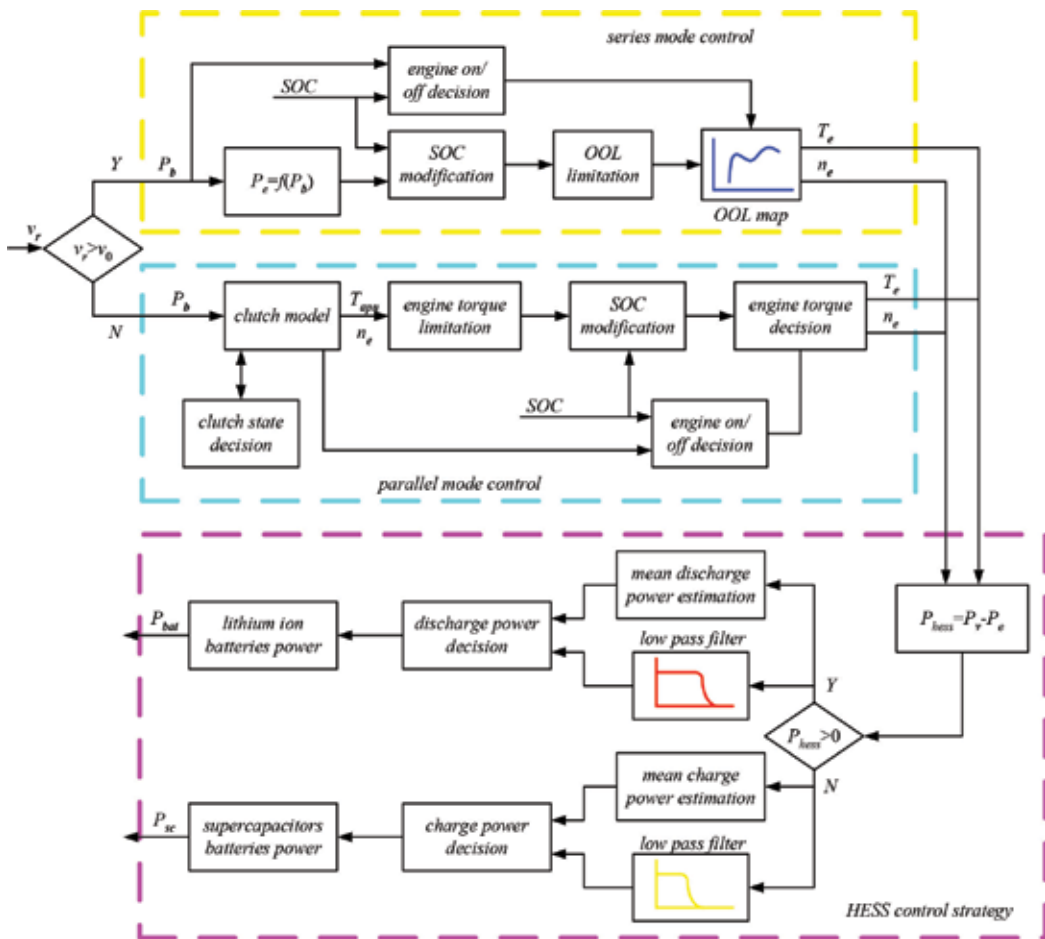 series mode control
engine on/
off decision
SOC
Y
P_b
P_e=f(P_b)
SOC
modification
OOL
limitation
T_e
n_e
OOL map
v_r
v_r>v_0
N
P_b
clutch model
T_apu
n_e
engine torque
limitation
SOC
modification
engine torque
decision
T_e
n_e
clutch state
decision
SOC
engine on/
off decision
parallel mode control
mean discharge
power estimation
P_bat
lithium ion
batteries power
discharge power
decision
low pass filter
Y
P_hess=P_r-P_e
P_hess>0
N
mean charge
power estimation
P_sc
supercapacitors
batteries power
charge power
decision
low pass filter
HESS control strategy